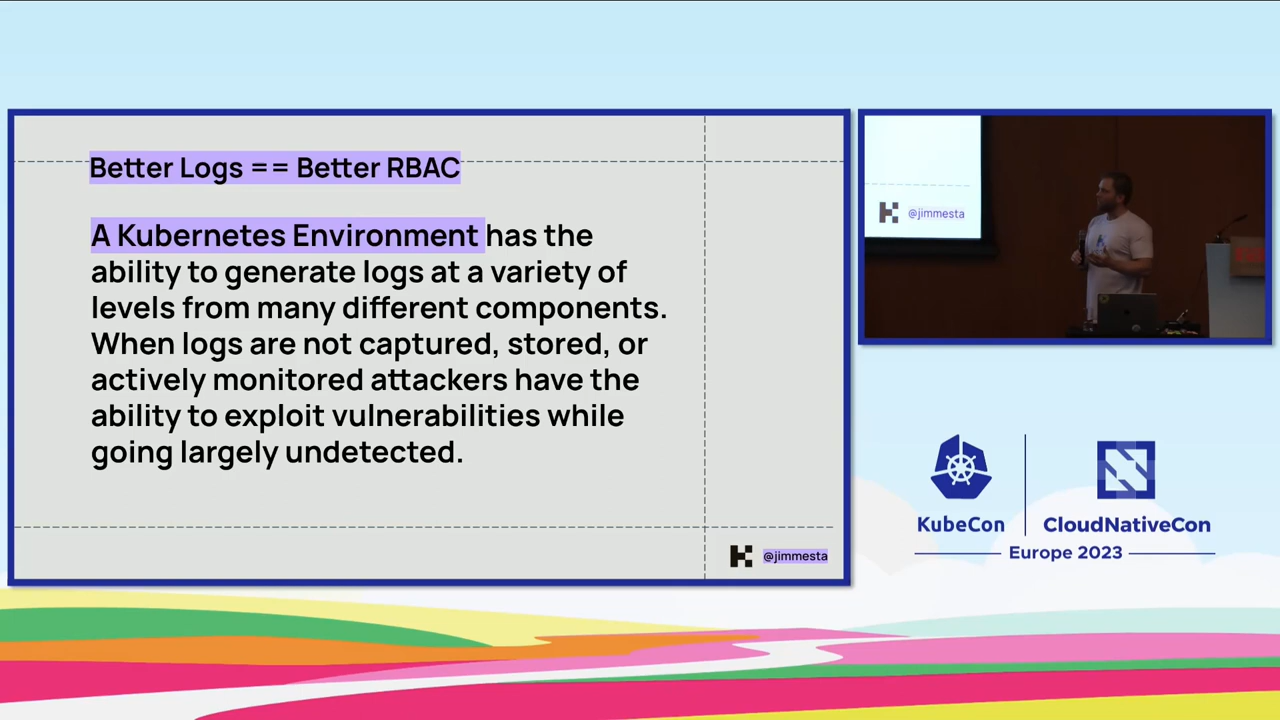 Better Logs == Better RBAC
A Kubernetes Environment has the
ability to generate logs at a variety of
levels from many different components.
When logs are not captured, stored, or
actively monitored attackers have the
ability to exploit vulnerabilities while
going largely undetected.
@jimmesta
@jimmesta
KubeCon
CloudNativeCon
Europe 2023